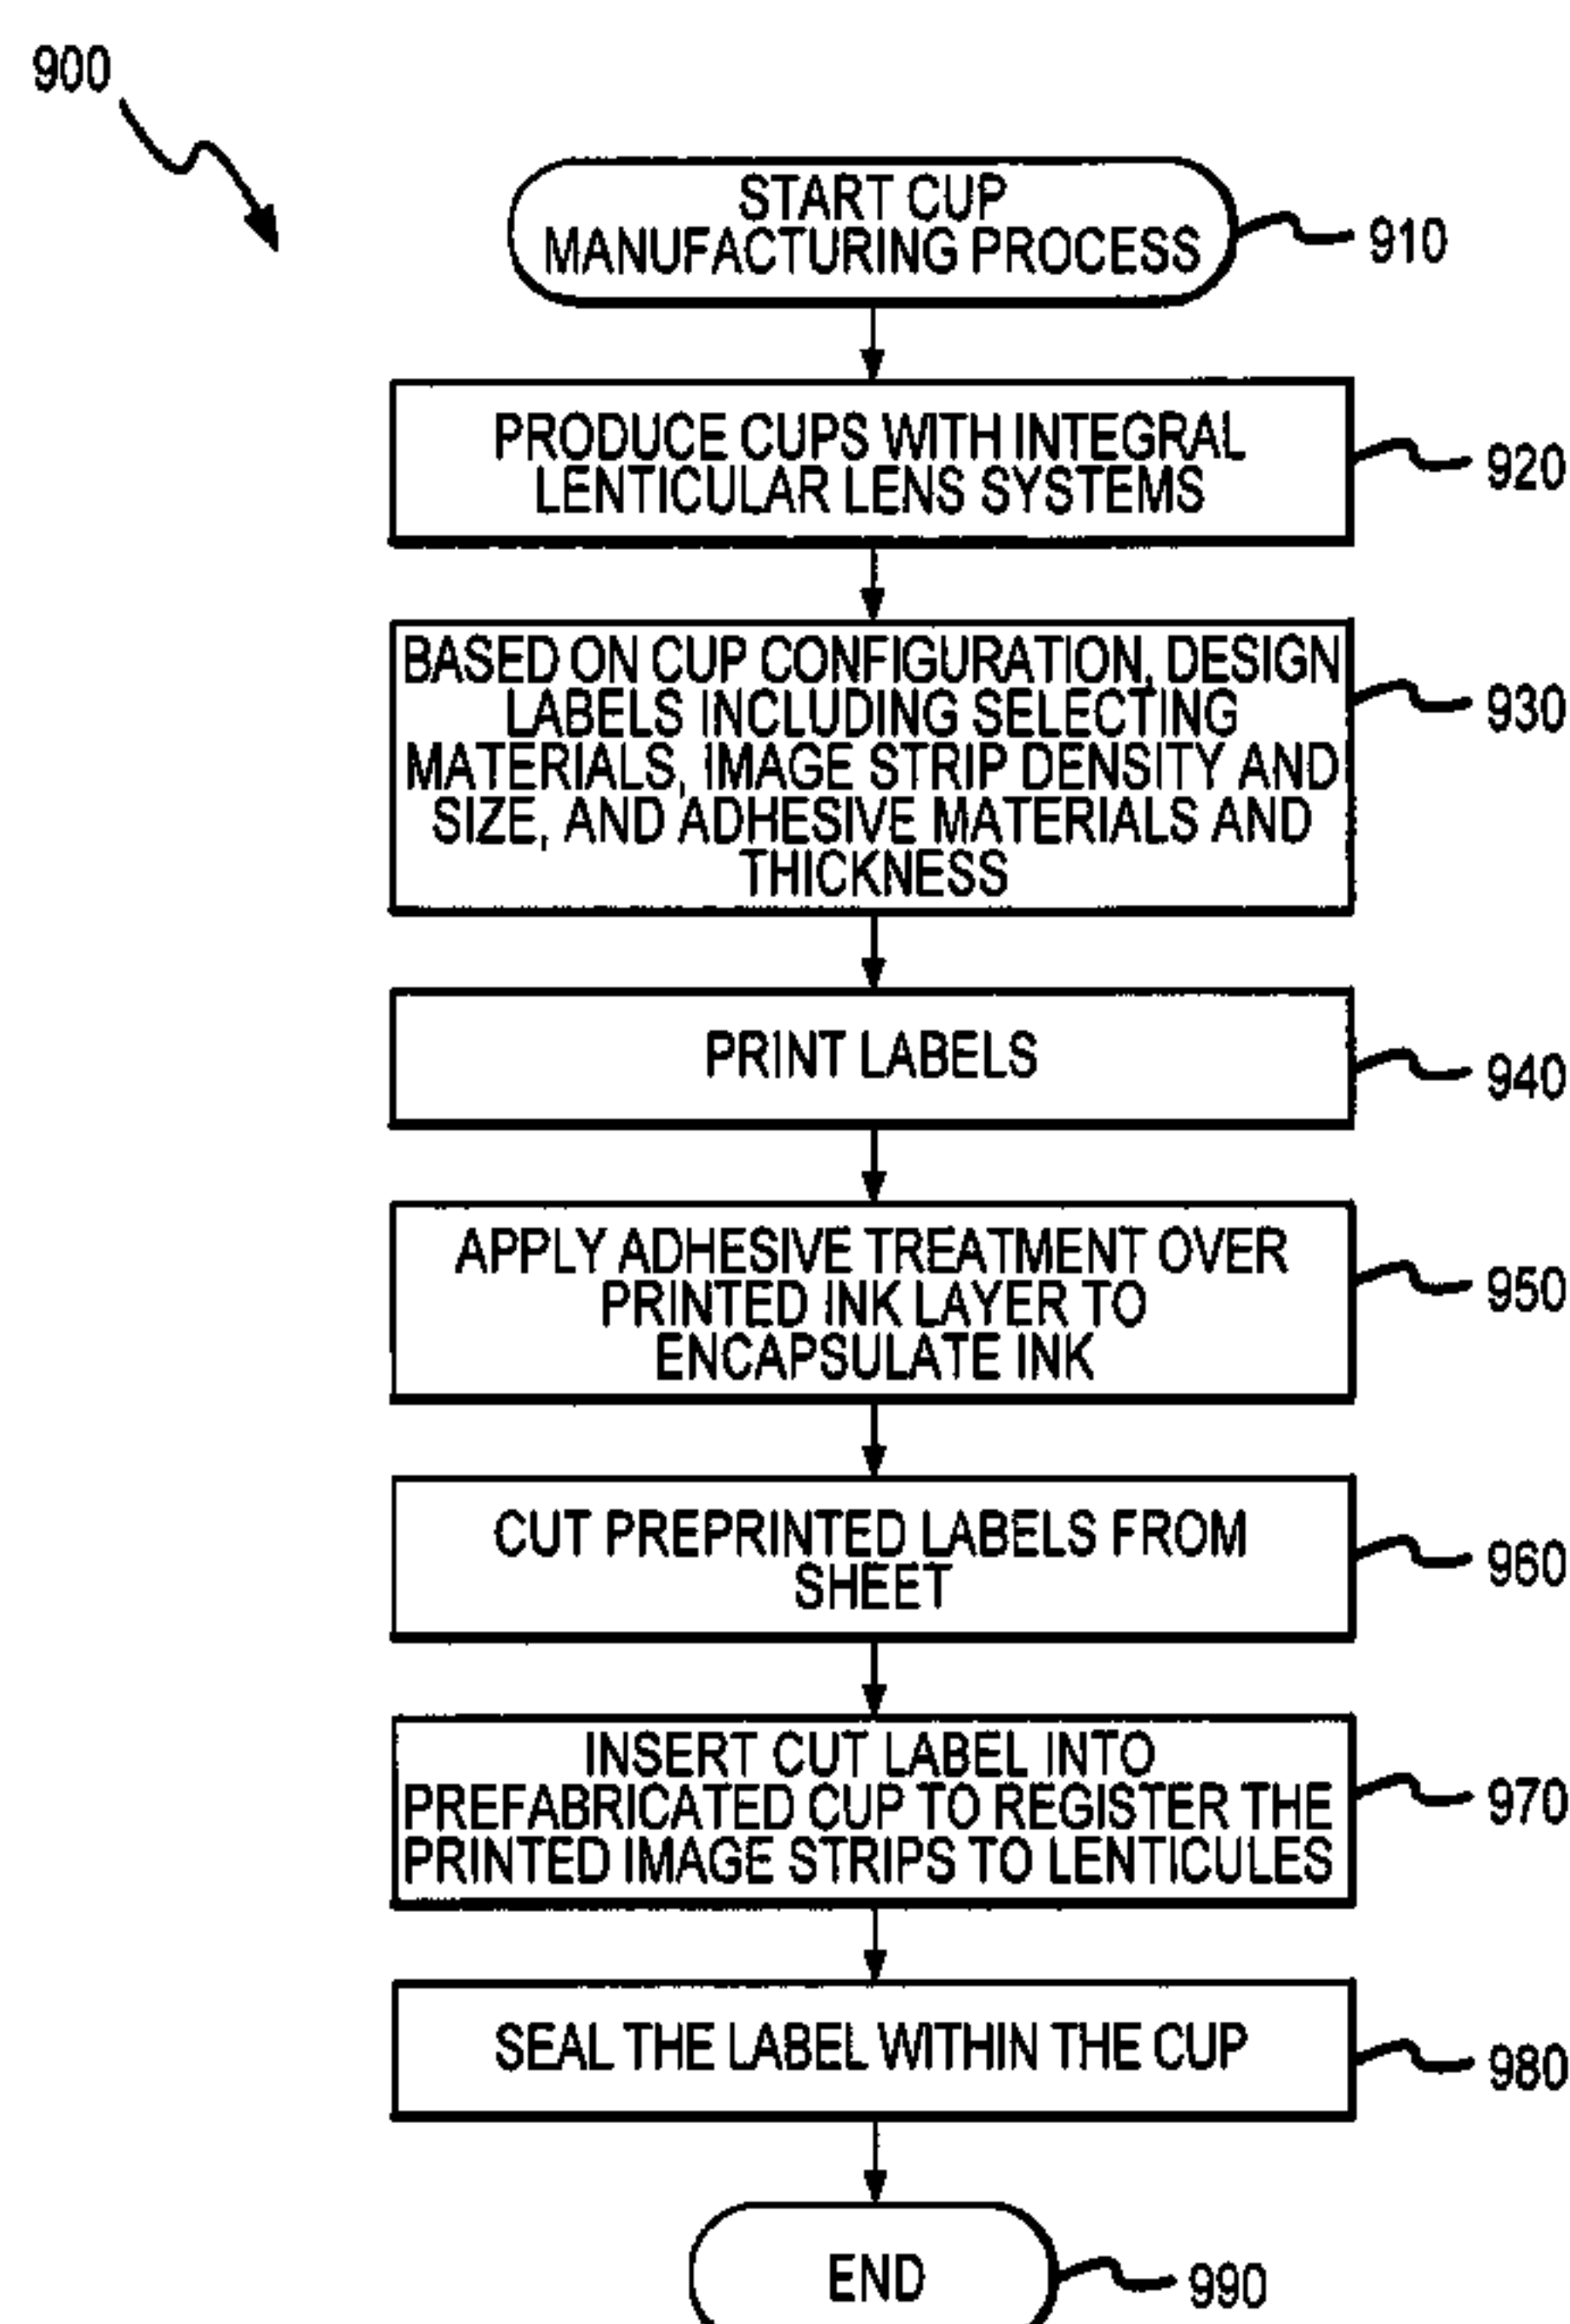 900
START CUP
MANUFACTURING PROCESS
910
PRODUCE CUPS WITH INTEGRAL
LENTICULAR LENS SYSTEMS
920
BASED ON CUP CONFIGURATION, DESIGN
LABELS INCLUDING SELECTING
MATERIALS, IMAGE STRIP DENSITY AND
SIZE, AND ADHESIVE MATERIALS AND
THICKNESS
930
PRINT LABELS
940
APPLY ADHESIVE TREATMENT OVER
PRINTED INK LAYER TO
ENCAPSULATE INK
950
CUT PREPRINTED LABELS FROM
SHEET
960
INSERT CUT LABEL INTO
PREFABRICATED CUP TO REGISTER THE
PRINTED IMAGE STRIPS TO LENTICULES
970
SEAL THE LABEL WITHIN THE CUP
980
END
990